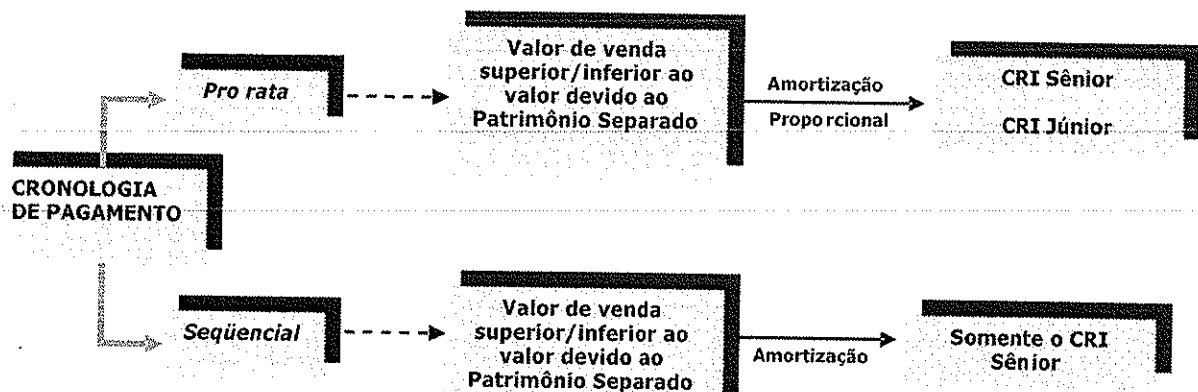 Pro rata
Valor de venda
superior/inferior ao
valor devido ao
Patrimônio Separado
Amortização
Proporcional
CRI Sênior
CRI Júnior
CRONOLOGIA
DE PAGAMENTO
Seqüencial
Valor de venda
superior/inferior ao
valor devido ao
Patrimônio Separado
Amortização
Somente o CRI
Sênior